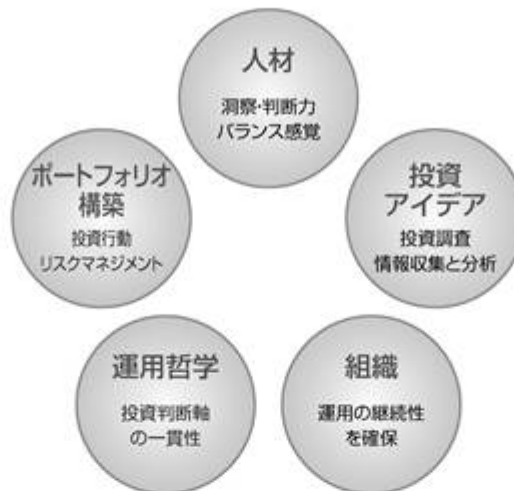 人材
洞察・判断力
バランス感覚
ポートフォリオ
構築
投資行動
リスクマネジメント
投資
アイデア
投資調査
情報収集と分析
運用哲学
投資判断軸
の一貫性
組織
運用の継続性
を確保